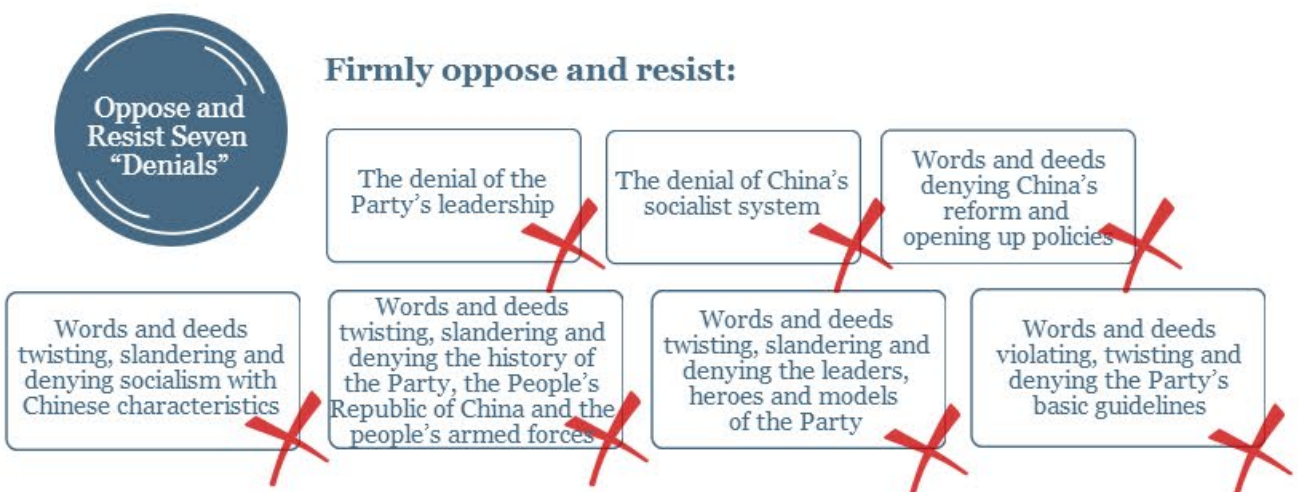 Oppose and
Resist Seven
“Denials”
Firmly oppose and resist:
The denial of the
Party’s leadership
The denial of China’s
socialist system
Words and deeds
denying China’s
reform and
opening up policies
Words and deeds
twisting, slandering and
denying socialism with
Chinese characteristics
Words and deeds
twisting, slandering and
denying the history of
the Party, the People’s
Republic of China and the
people’s armed forces
Words and deeds
twisting, slandering and
denying the leaders,
heroes and models
of the Party
Words and deeds
violating, twisting and
denying the Party’s
basic guidelines